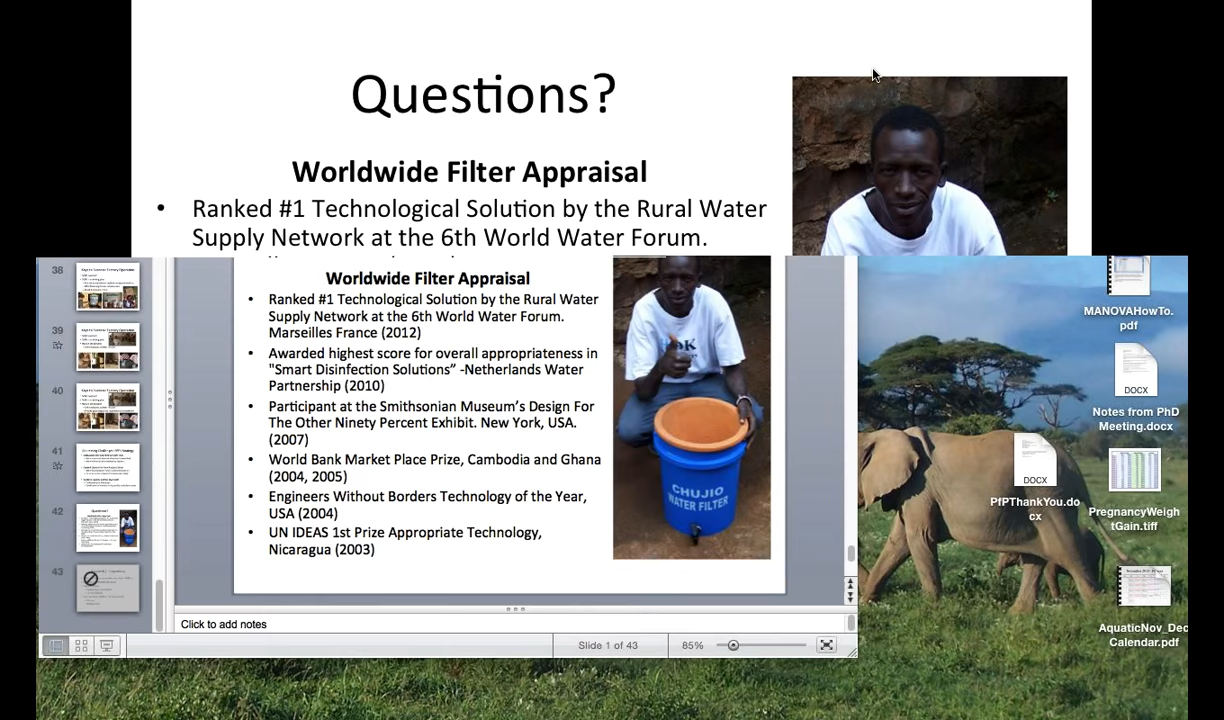 Questions?
Worldwide Filter Appraisal
• Ranked #1 Technological Solution by the Rural Water
Supply Network at the 6th World Water Forum.
38
39
40
41
42
43
Worldwide Filter Appraisal
• Ranked #1 Technological Solution by the Rural Water
Supply Network at the 6th World Water Forum.
Marseilles France (2012)
• Awarded highest score for overall appropriateness in
"Smart Disinfection Solutions” -Netherlands Water
Partnership (2010)
• Participant at the Smithsonian Museum’s Design For
The Other Ninety Percent Exhibit. New York, USA.
(2007)
• World Bank Market Place Prize, Cambodia and Ghana
(2004, 2005)
• Engineers Without Borders Technology of the Year,
USA (2004)
• UN IDEAS 1st Prize Appropriate Technology,
Nicaragua (2003)
CHUJIO
WATER FILTER
Click to add notes
Slide 1 of 43
85%
MANOVAHowTo.
pdf
DOCX
Notes from PhD
Meeting.docx
DOCX
PfPThankYou.do
cx
PregnancyWeigh
tGain.tiff
AquaticNov_Dec
Calendar.pdf